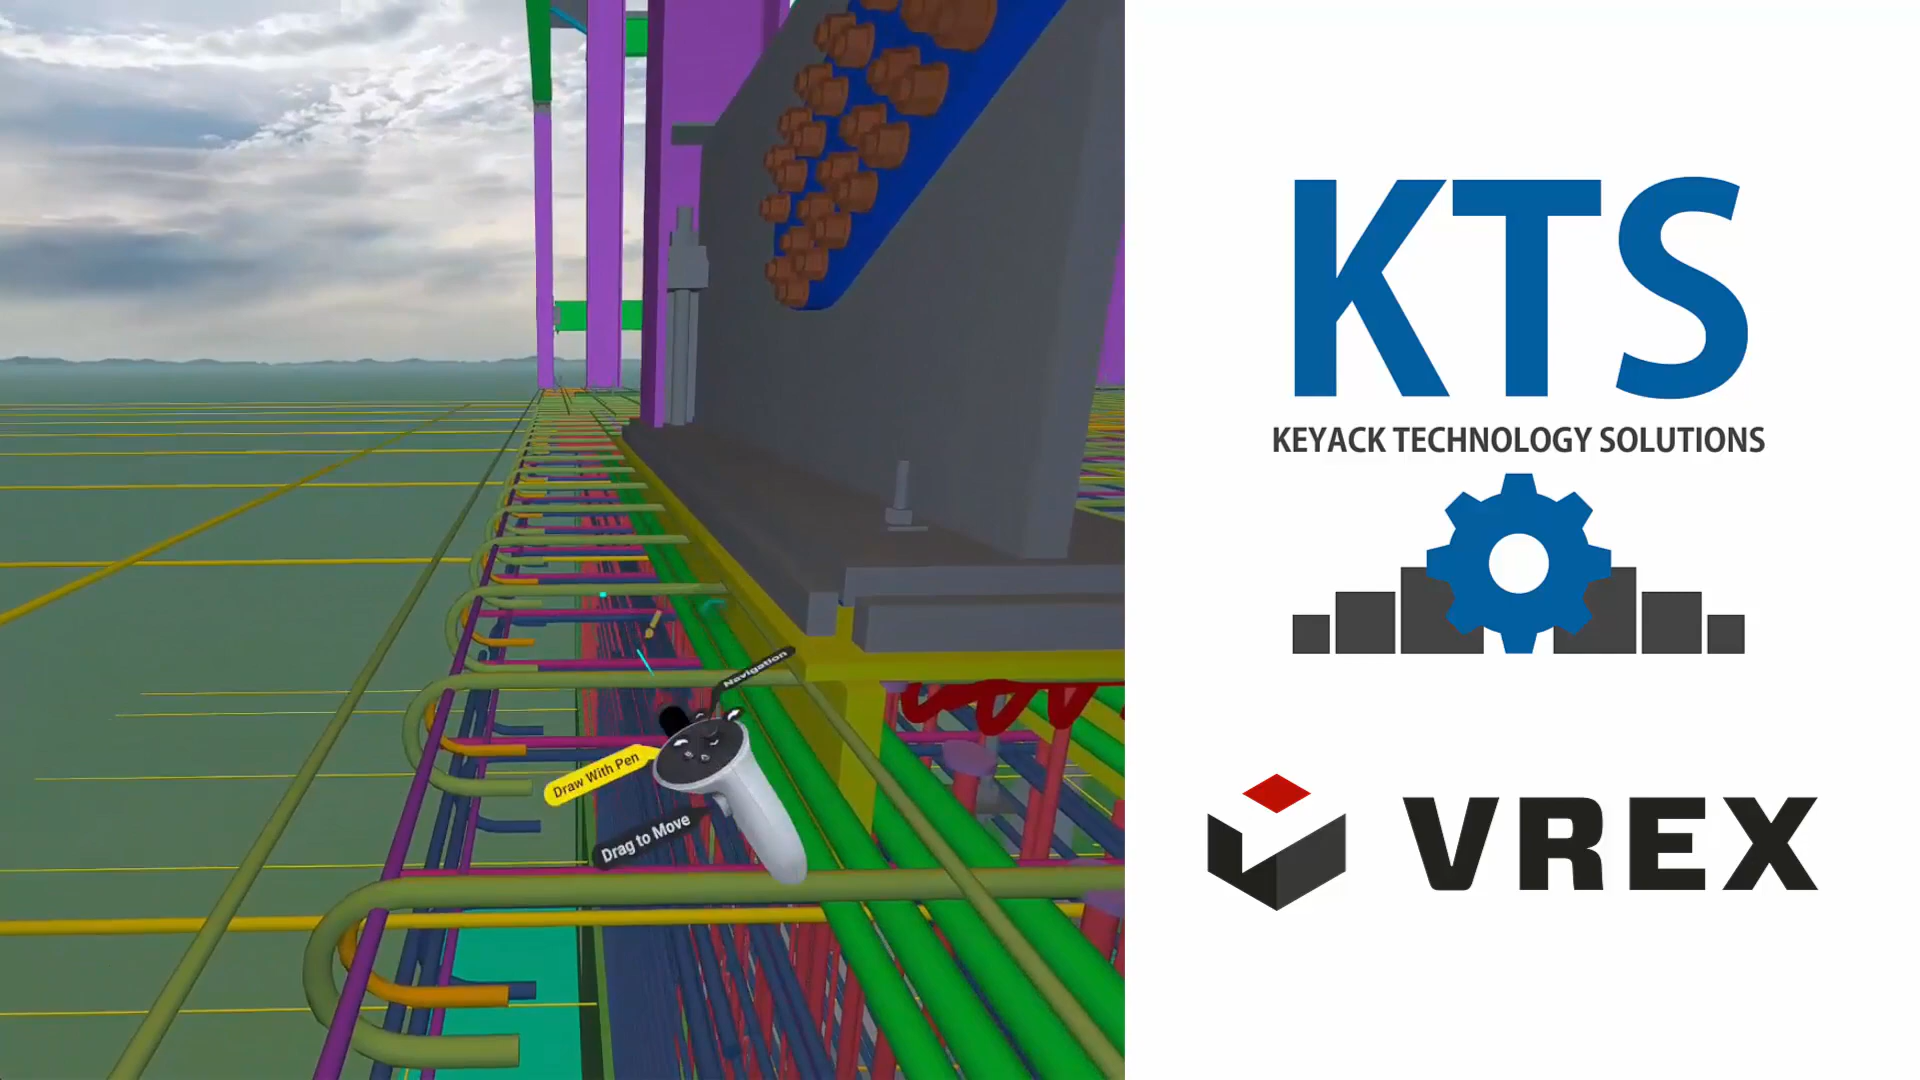 Navigation
Draw With Pen
Drag to Move
KTS
KEYACK TECHNOLOGY SOLUTIONS
VREX